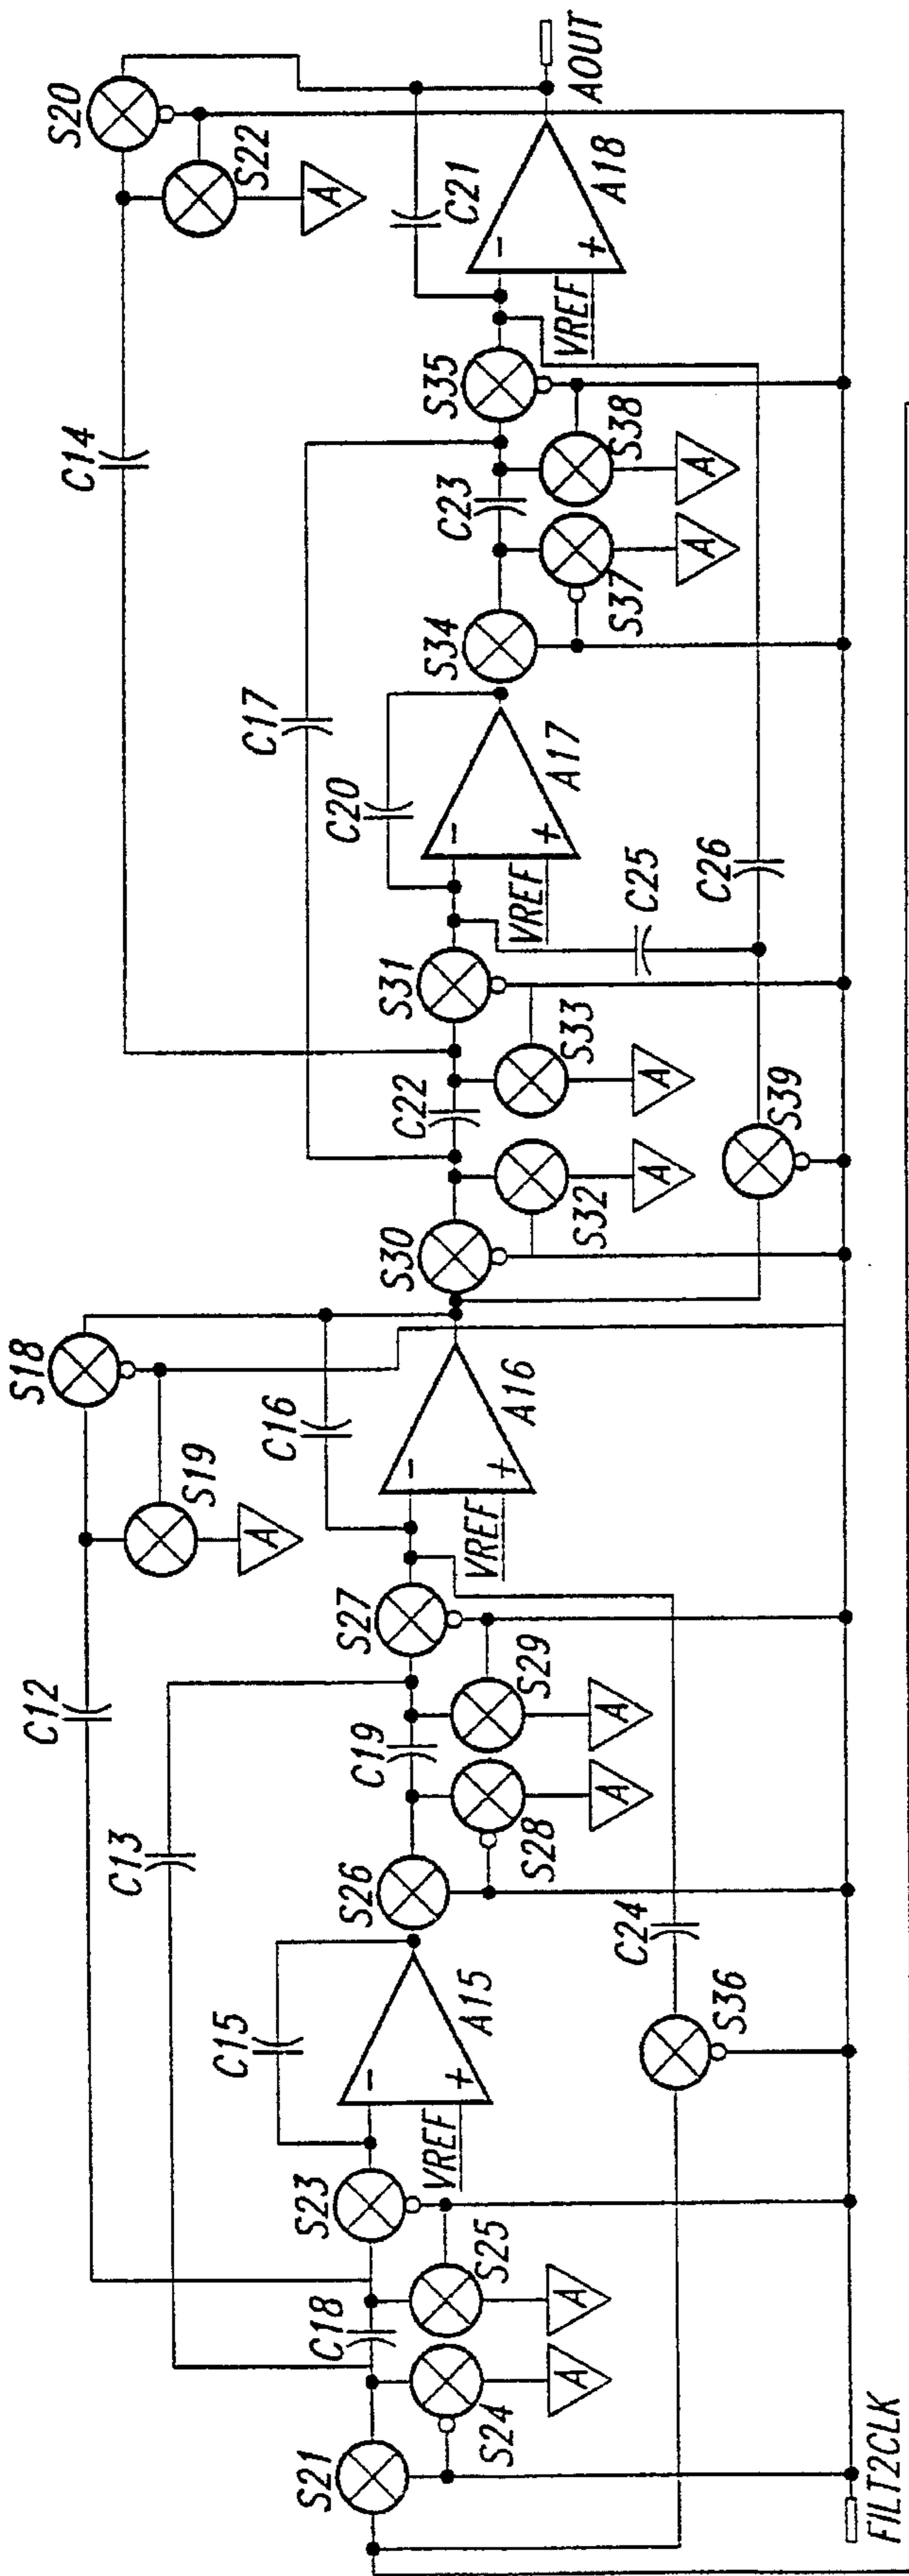 S20
S22
A
C14
AOUT
C21
A18
-
+
VREF
S35
S38
A
C23
S37
A
S34
C17
C20
A17
-
+
VREF
C25
C26
S31
S33
A
C22
S32
A
S30
S39
S18
S19
A
C16
A16
-
+
VREF
S27
S29
A
C12
C13
C19
S28
A
S26
C24
S36
C15
A15
-
+
VREF
S23
S25
A
C18
S24
A
S21
FILT2CLK